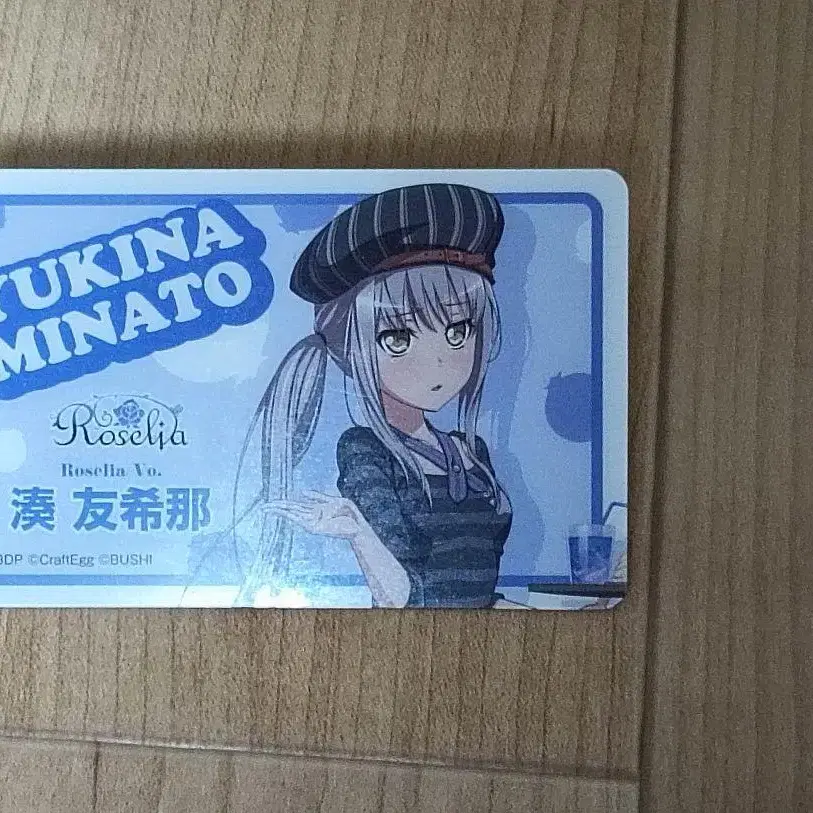 YUKINA
MINATO
Roselia
Roselia Vo.
湊 友希那
BDP ©CraftEgg ©BUSHI